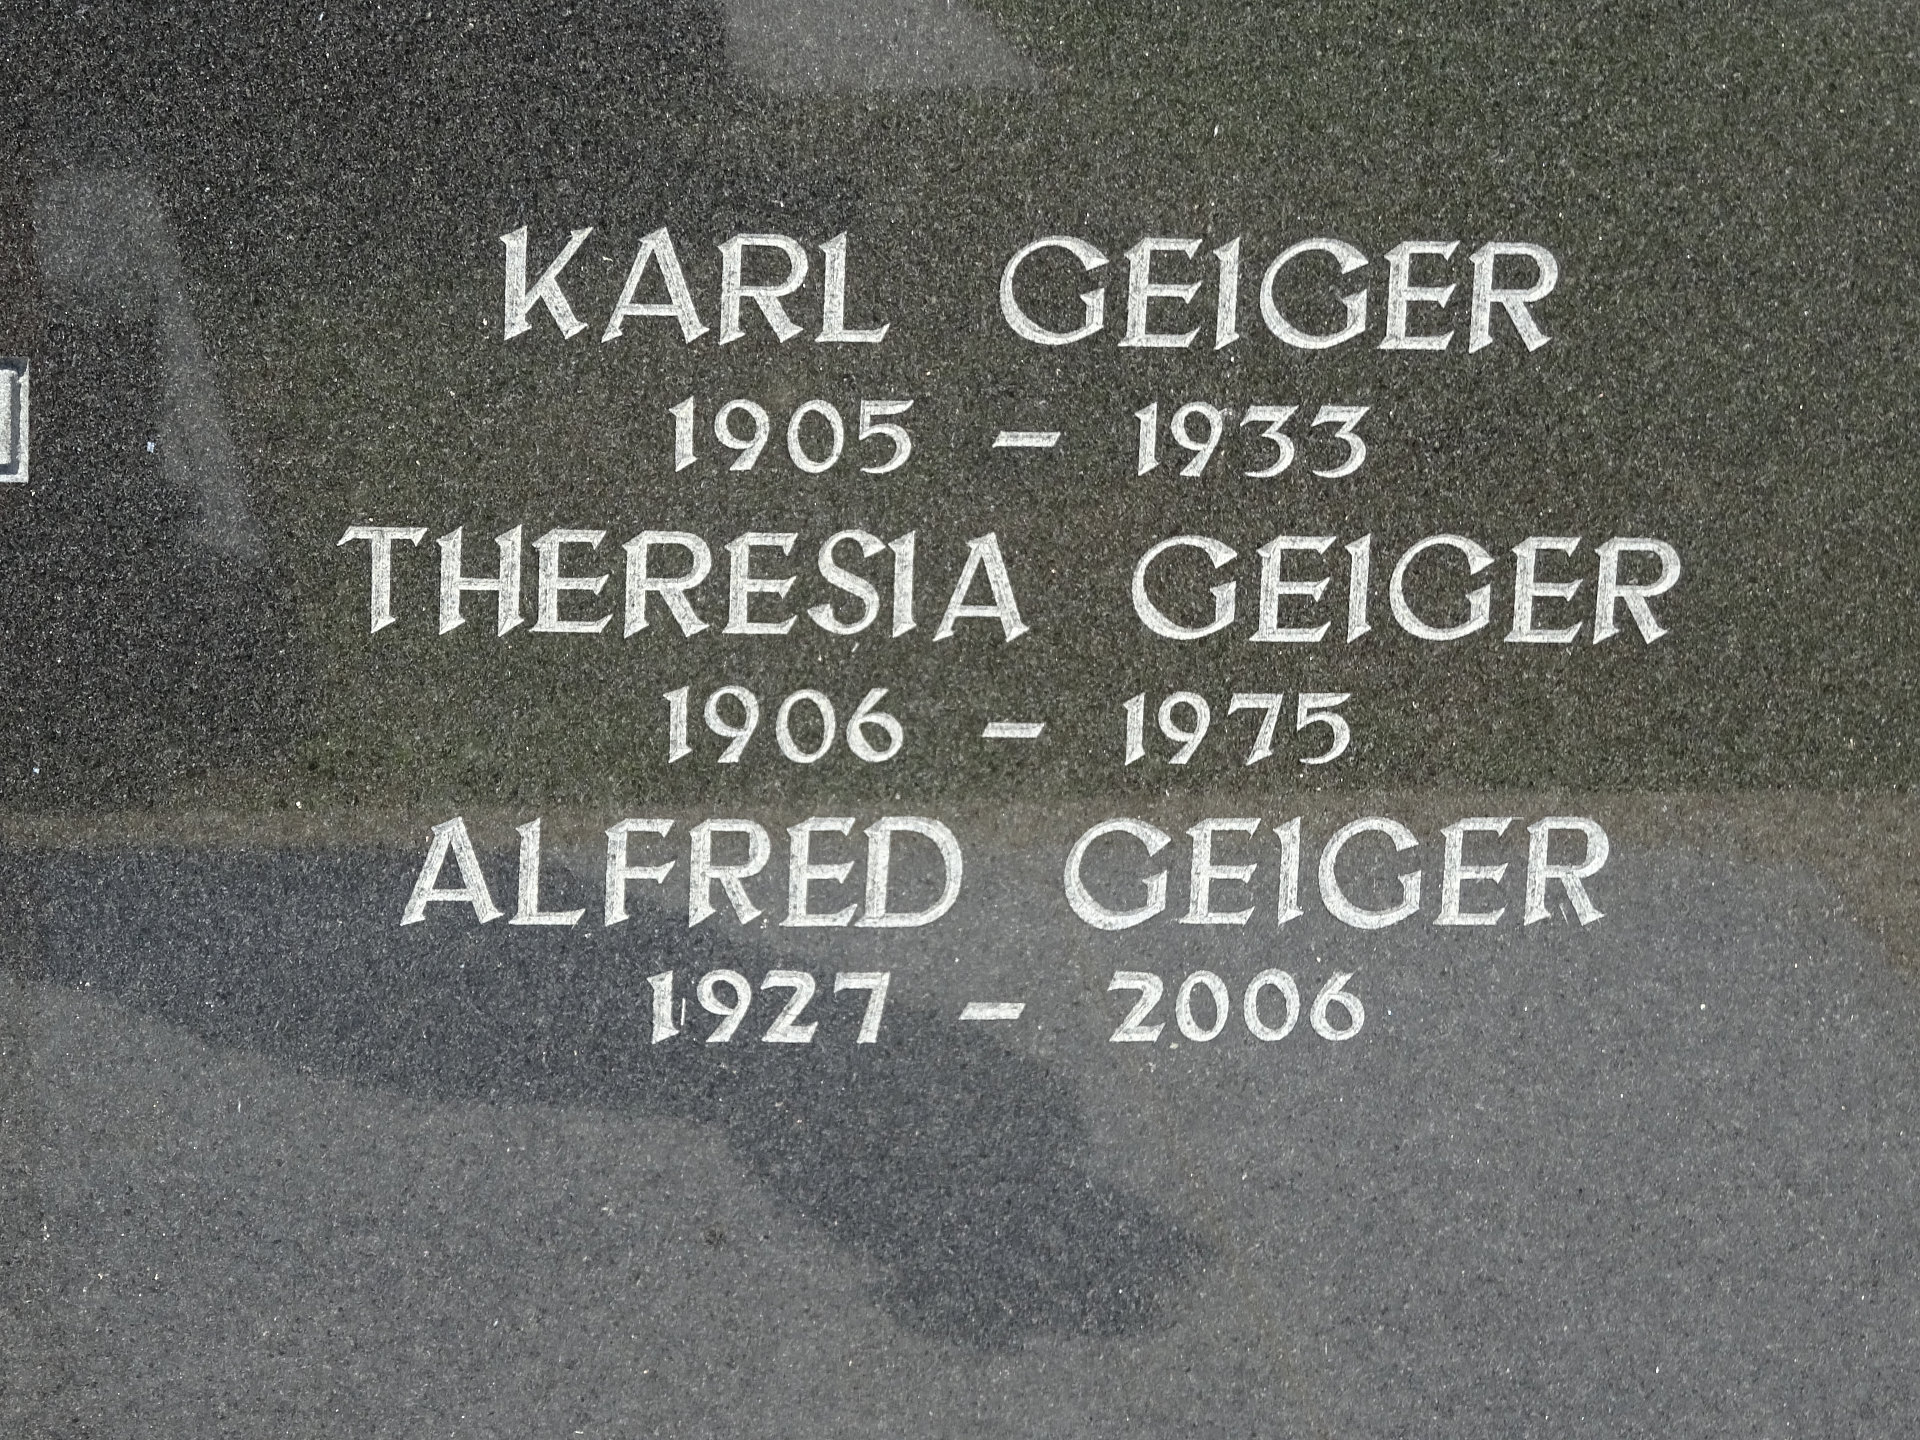 KARL GEIGER
1905 – 1933
THERESIA GEIGER
1906 – 1975
ALFRED GEIGER
1927 – 2006